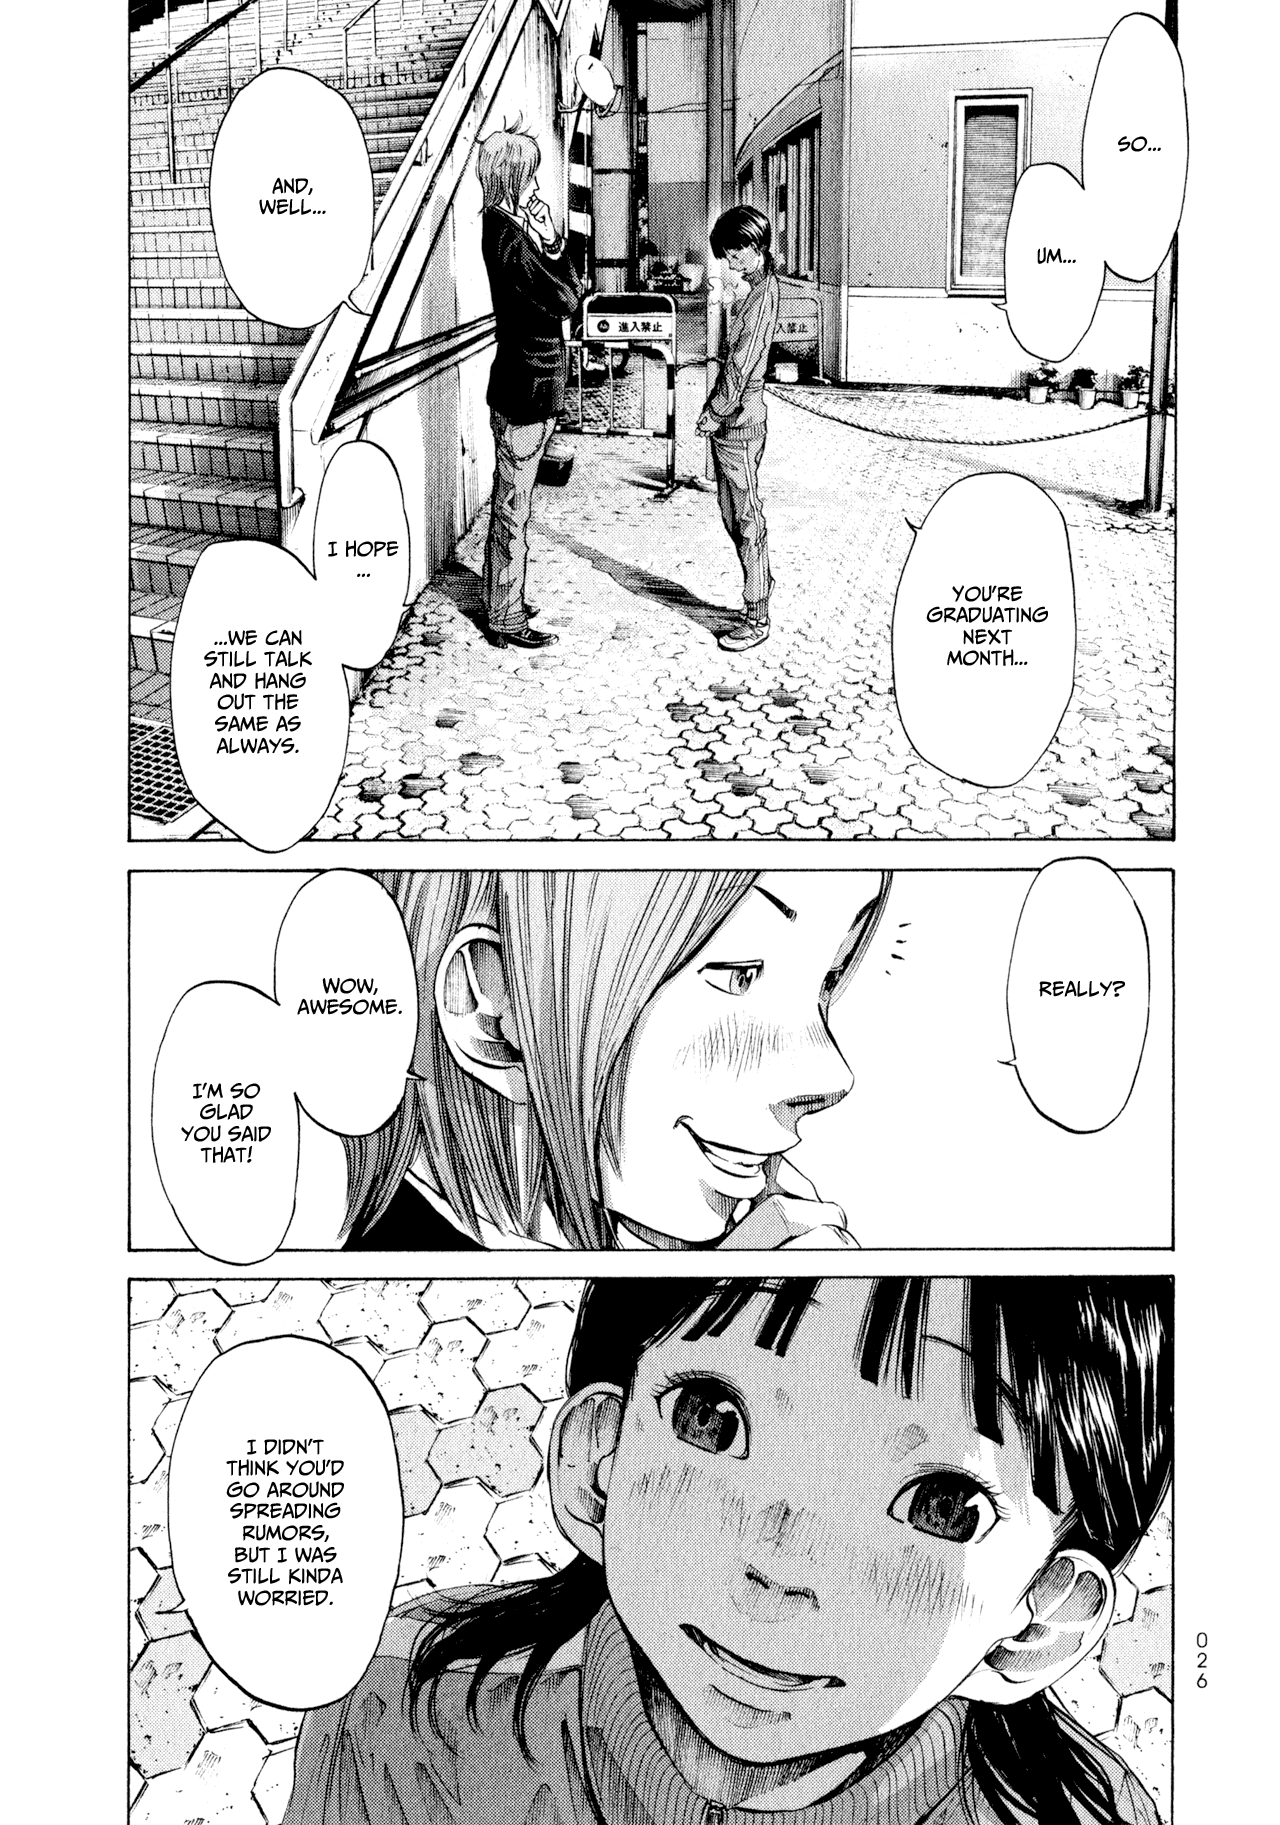 SO...
UM...
YOU'RE
GRADUATING
NEXT
MONTH...
AND,
WELL...
I HOPE
...
...WE CAN
STILL TALK
AND HANG
OUT THE
SAME AS
ALWAYS.
進入禁止
入禁止
REALLY?
WOW,
AWESOME.
I'M SO
GLAD
YOU SAID
THAT!
I DIDN'T
THINK YOU'D
GO AROUND
SPREADING
RUMORS,
BUT I WAS
STILL KINDA
WORRIED.
026